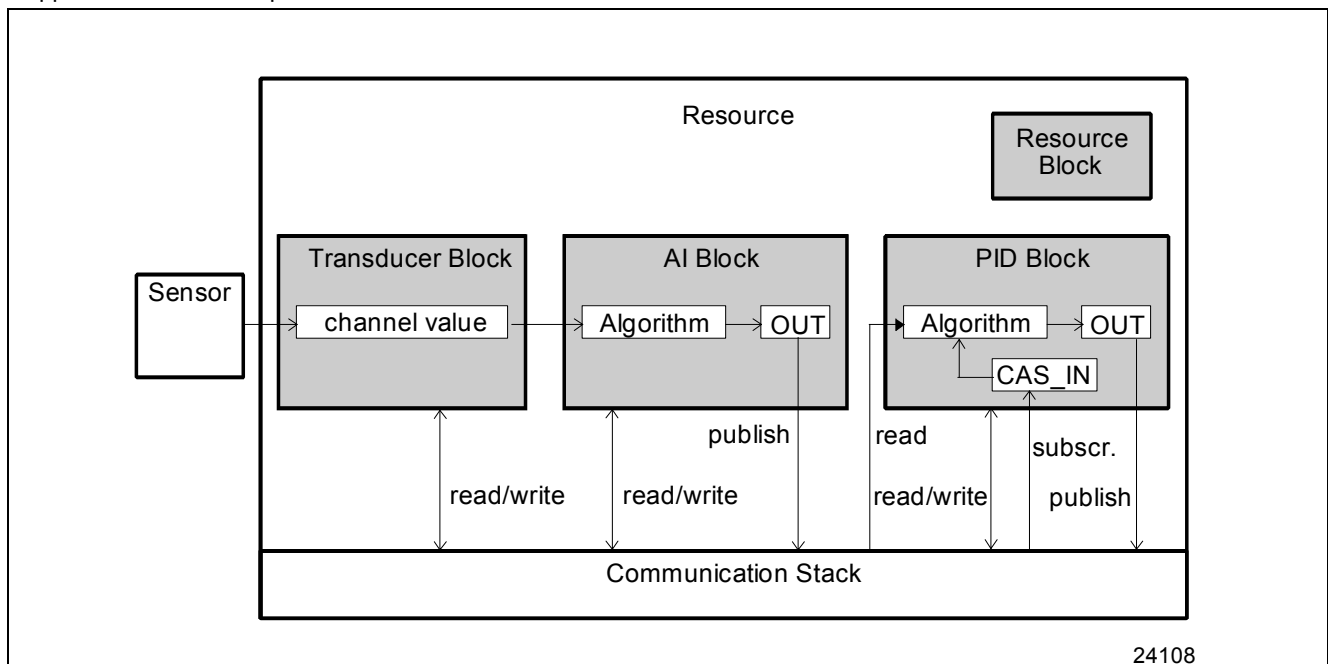 Resource
Resource
Block
Transducer Block
AI Block
PID Block
Sensor
channel value
Algorithm
OUT
Algorithm
OUT
CAS_IN
publish
read
subscr.
read/write
read/write
read/write
publish
Communication Stack
24108